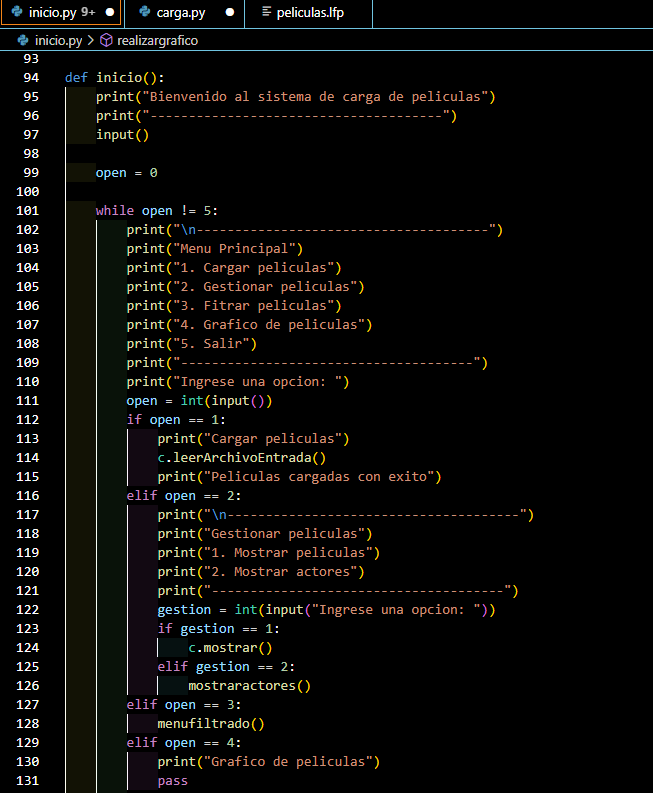 inicio.py 9+ carga.py peliculas.lfp
inicio.py > realizargrafico
93
94 def inicio():
95 print("Bienvenido al sistema de carga de peliculas")
96 print("--------------------------------------")
97 input()
98
99 open = 0
100
101 while open != 5:
102 print("\n--------------------------------------")
103 print("Menu Principal")
104 print("1. Cargar peliculas")
105 print("2. Gestionar peliculas")
106 print("3. Fitrar peliculas")
107 print("4. Grafico de peliculas")
108 print("5. Salir")
109 print("--------------------------------------")
110 print("Ingrese una opcion: ")
111 open = int(input())
112 if open == 1:
113 print("Cargar peliculas")
114 c.leerArchivoEntrada()
115 print("Peliculas cargadas con exito")
116 elif open == 2:
117 print("\n--------------------------------------")
118 print("Gestionar peliculas")
119 print("1. Mostrar peliculas")
120 print("2. Mostrar actores")
121 print("--------------------------------------")
122 gestion = int(input("Ingrese una opcion: "))
123 if gestion == 1:
124 c.mostrar()
125 elif gestion == 2:
126 mostraractores()
127 elif open == 3:
128 menufiltrado()
129 elif open == 4:
130 print("Grafico de peliculas")
131 pass